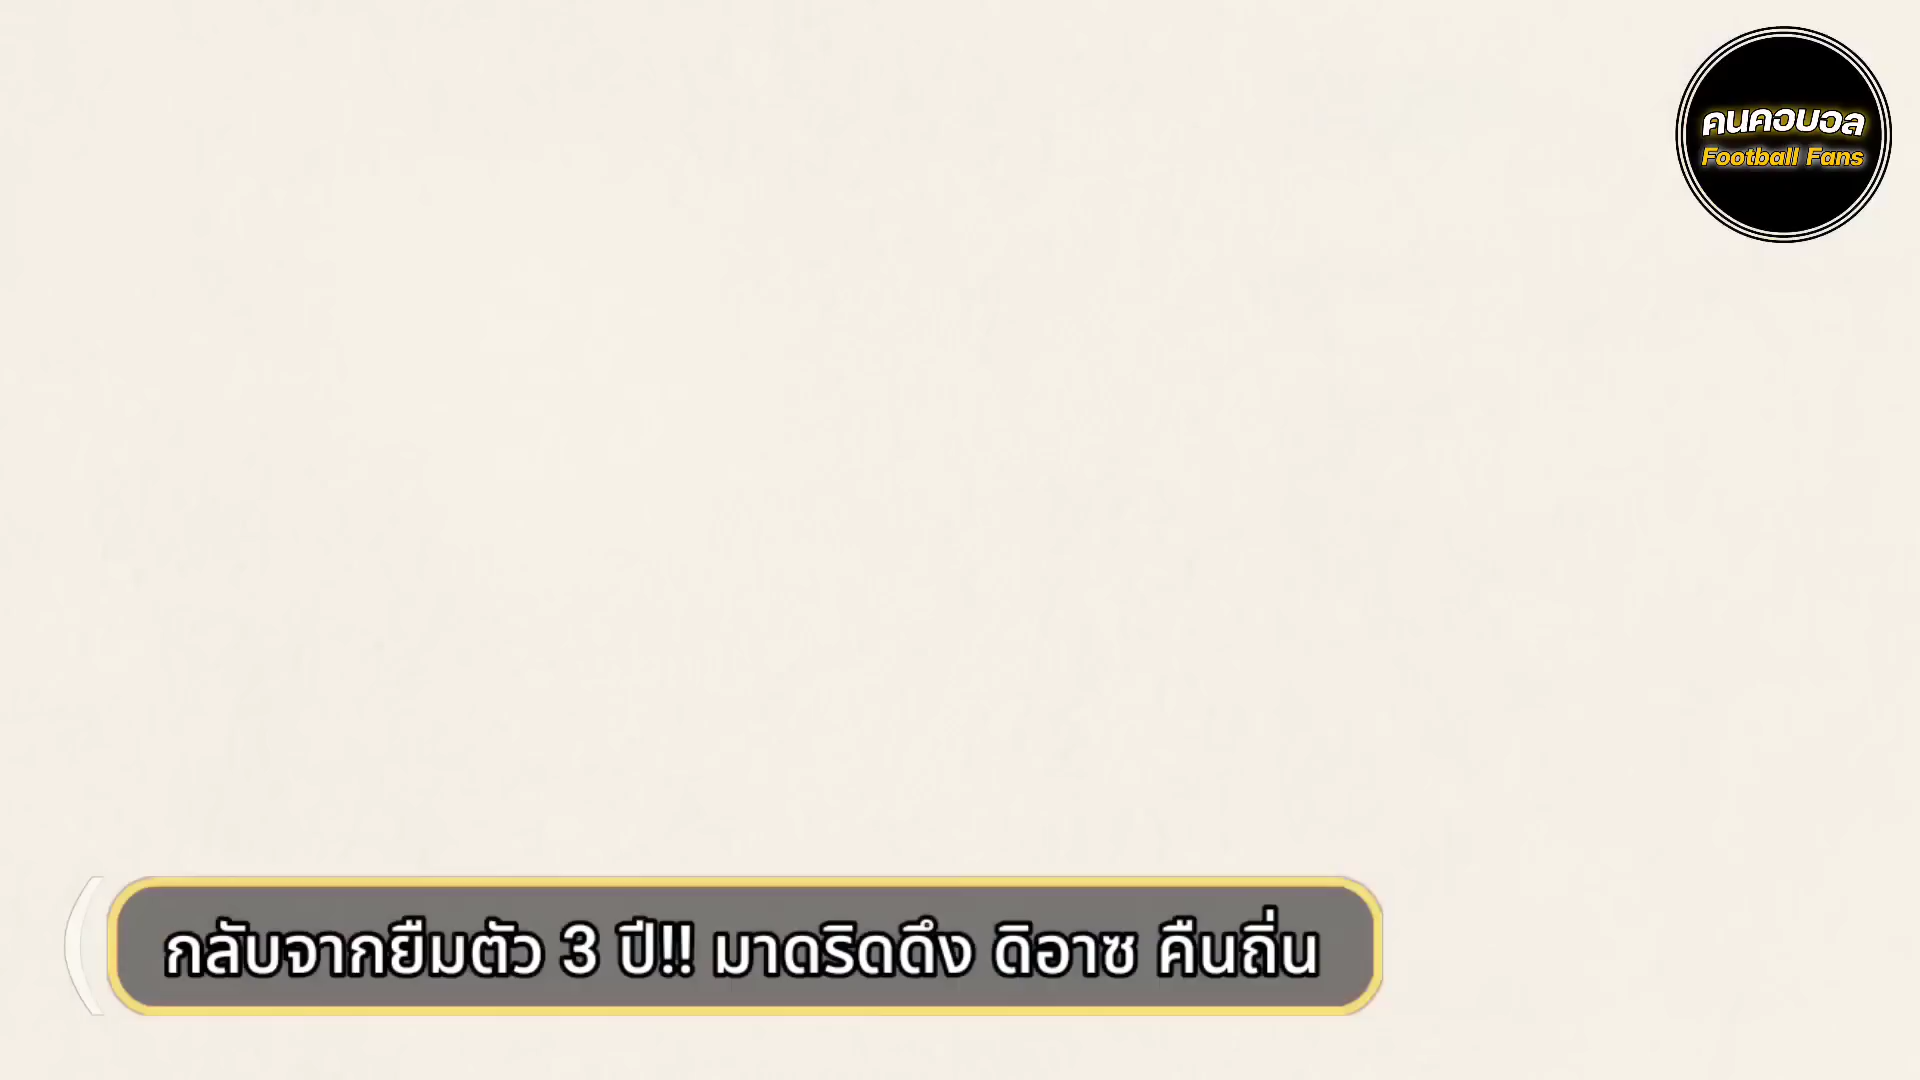 คนคอบอล
Football Fans
กลับจากยืมตัว 3 ปี!! มาดริดดึง ดิอาซ คืนถิ่น